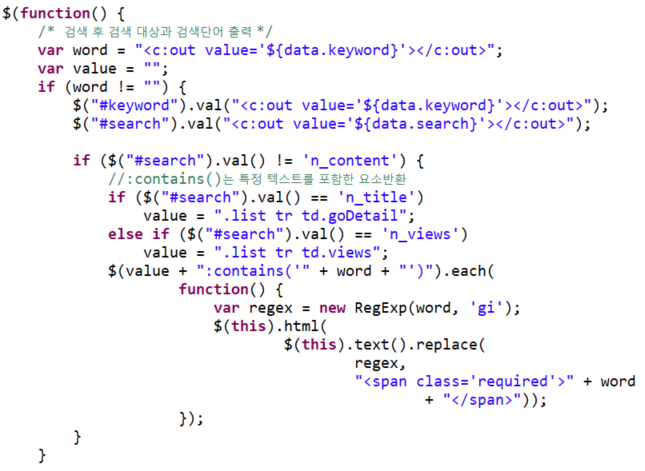 $(function() {
/* 검색 후 검색 대상과 검색단어 출력 */
var word = "<c:out value='${data.keyword}'></c:out>";
var value = "";
if (word != "") {
$("#keyword").val("<c:out value='${data.keyword}'></c:out>");
$("#search").val("<c:out value='${data.search}'></c:out>");
if ($("#search").val() != 'n_content') {
//:contains()는 특정 텍스트를 포함한 요소반환
if ($("#search").val() == 'n_title')
value = ".list tr td.goDetail";
else if ($("#search").val() == 'n_views')
value = ".list tr td.views";
$(value + ":contains('" + word + "')").each(
function() {
var regex = new RegExp(word, 'gi');
$(this).html(
$(this).text().replace(
regex,
"<span class='required'>" + word
+ "</span>"));
});
}
}